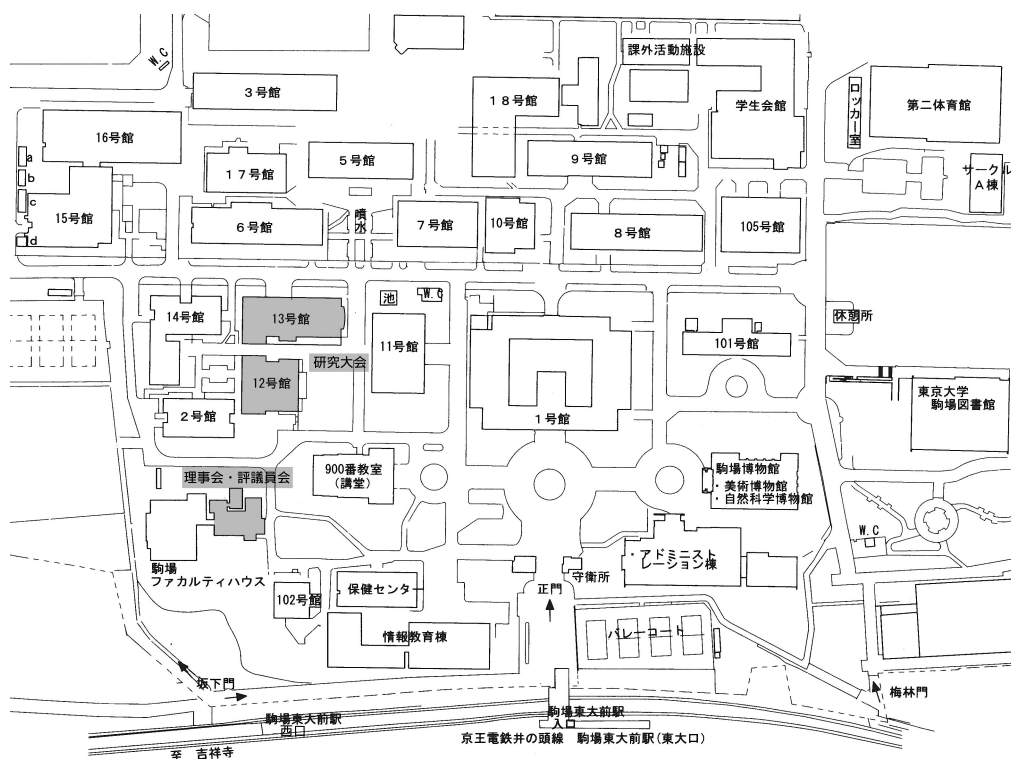 W.C
3号館
16号館
a
b
c
d
15号館
17号館
5号館
6号館
噴水
7号館
18号館
9号館
10号館
8号館
課外活動施設
学生会館
ロッカー室
第二体育館
サークル
A棟
105号館
14号館
13号館
研究大会
12号館
2号館
池
W.C
11号館
1号館
101号館
休憩所
東京大学
駒場図書館
理事会・評議員会
900番教室
（講堂）
駒場博物館
・美術博物館
・自然科学博物館
W.C
駒場
ファカルティハウス
102号館
保健センター
情報教育棟
正門
守衛所
・アドミニスト
レーション棟
バレーコート
坂下門
梅林門
駒場東大前駅
西口
駒場東大前駅
入口
京王電鉄井の頭線 駒場東大前駅(東大口)
至 吉祥寺